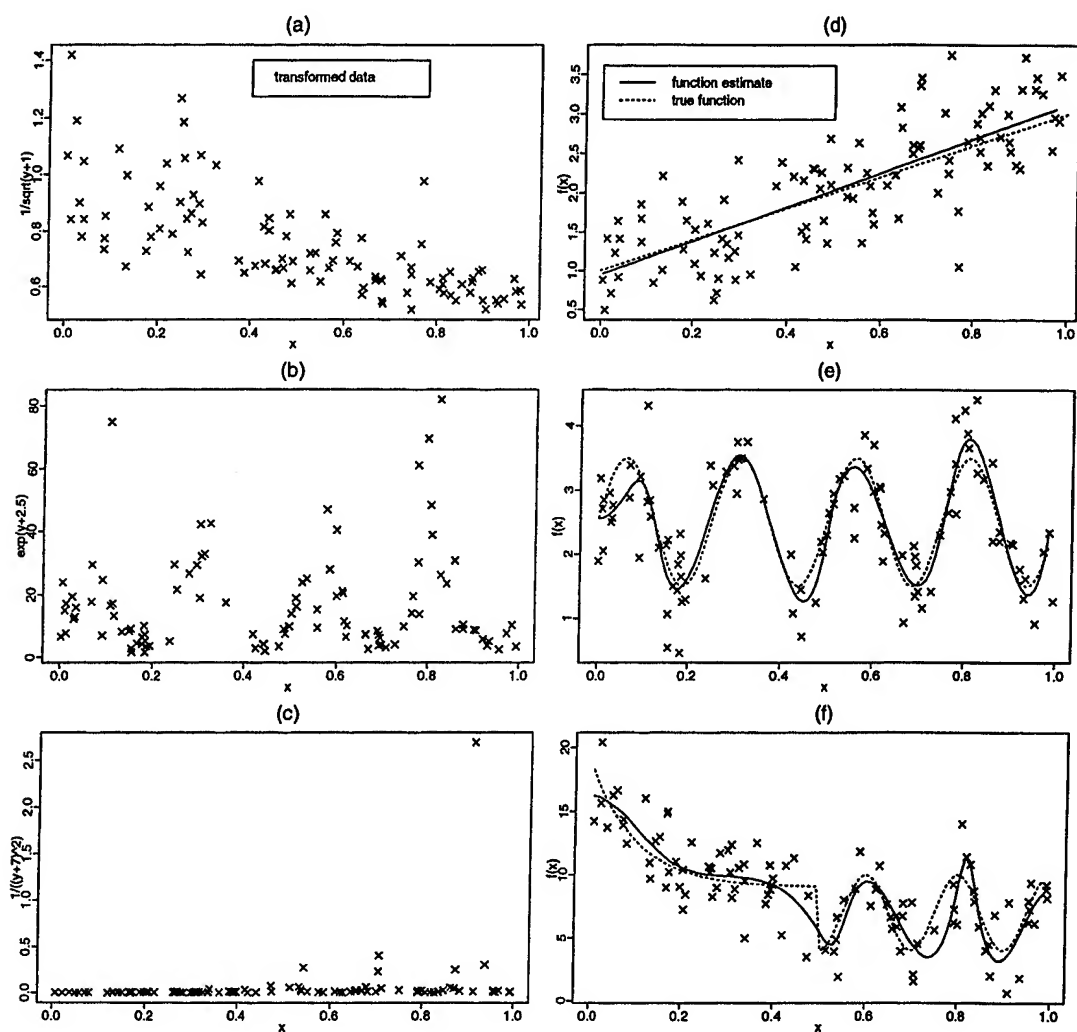 (a)
1/sqrt(y+1)
0.6 0.8 1.0 1.2 1.4
transformed data
0.0 0.2 0.4 0.6 0.8 1.0
x
(d)
f(x)
0.5 1.0 1.5 2.0 2.5 3.0 3.5
function estimate
true function
0.0 0.2 0.4 0.6 0.8 1.0
x
(b)
exp(y+2.5)
0 20 40 60 80
0.0 0.2 0.4 0.6 0.8 1.0
x
(e)
f(x)
1 2 3 4
0.0 0.2 0.4 0.6 0.8 1.0
x
(c)
1/((y+7)^2)
0.0 0.5 1.0 1.5 2.0 2.5
0.0 0.2 0.4 0.6 0.8 1.0
x
(f)
f(x)
0 5 10 15 20
0.0 0.2 0.4 0.6 0.8 1.0
x